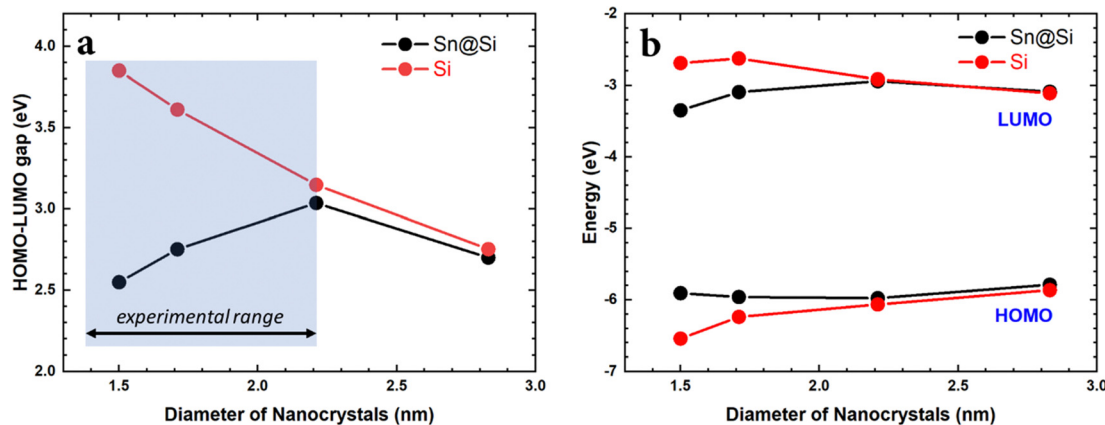 a
Sn@Si
Si
4.0
3.5
3.0
2.5
2.0
HOMO-LUMO gap (eV)
experimental range
1.5
2.0
2.5
3.0
Diameter of Nanocrystals (nm)
b
Sn@Si
Si
-2
-3
-4
-5
-6
-7
Energy (eV)
LUMO
HOMO
1.5
2.0
2.5
3.0
Diameter of Nanocrystals (nm)